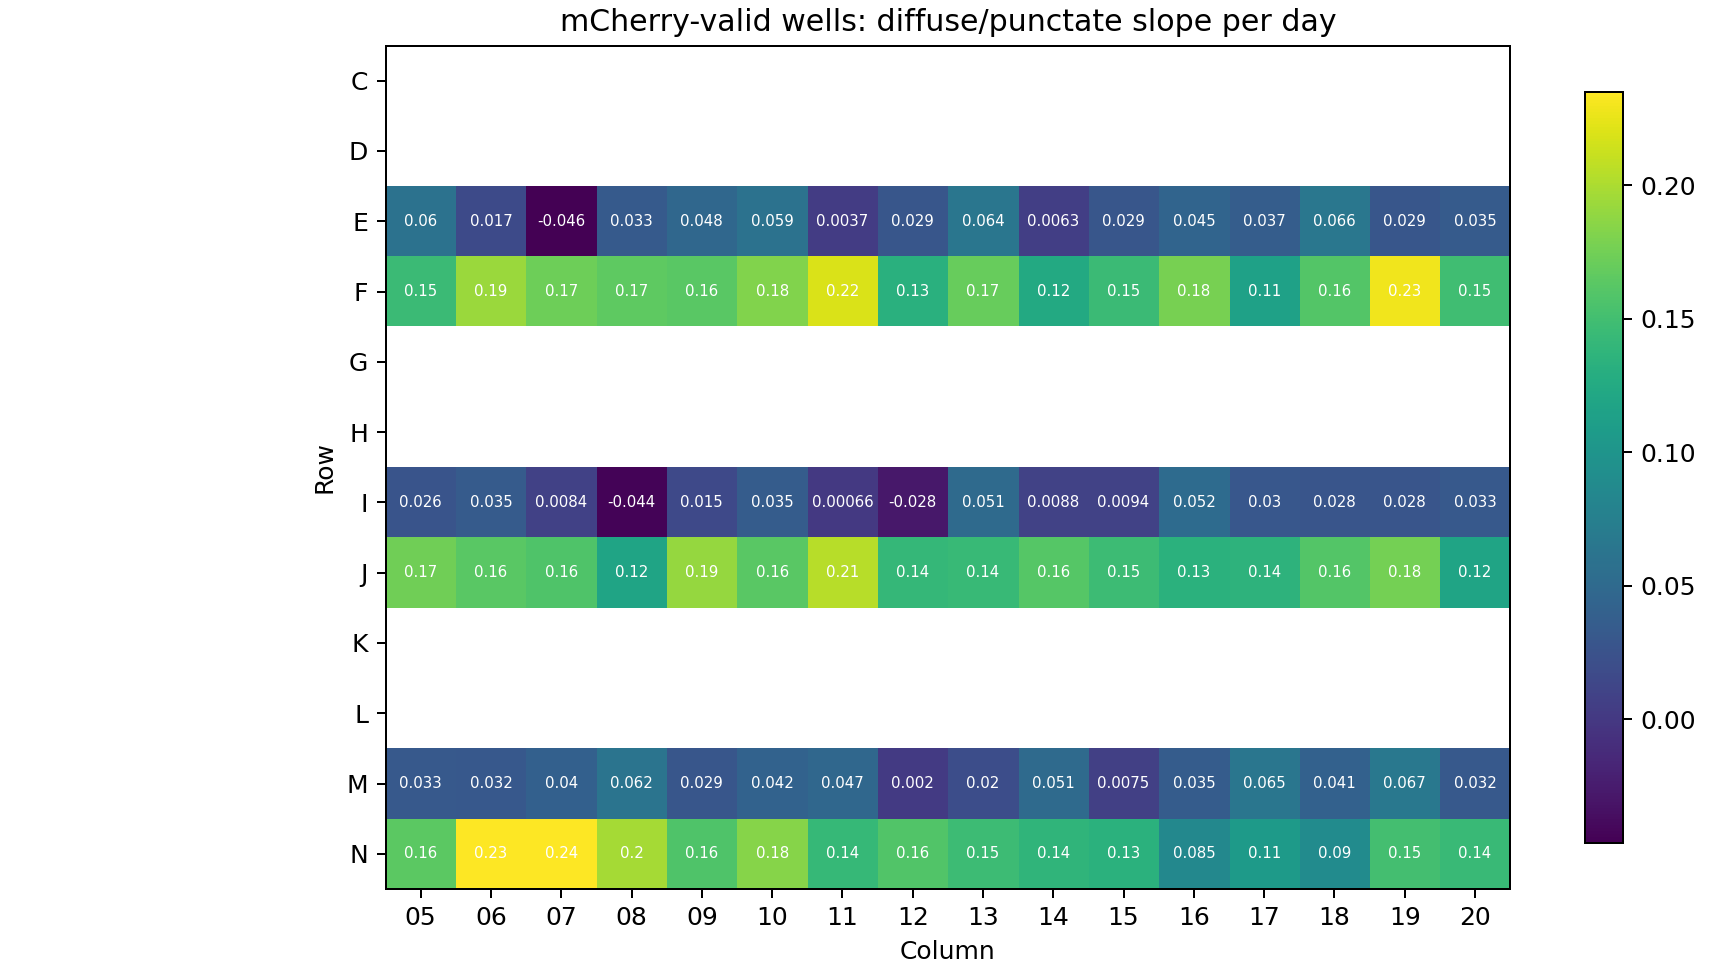 mCherry-valid wells: diffuse/punctate slope per day
C
D
E 0.06 0.017 -0.046 0.033 0.048 0.059 0.0037 0.029 0.064 0.0063 0.029 0.045 0.037 0.066 0.029 0.035
F 0.15 0.19 0.17 0.17 0.16 0.18 0.22 0.13 0.17 0.12 0.15 0.18 0.11 0.16 0.23 0.15
G
H
I 0.026 0.035 0.0084 -0.044 0.015 0.035 0.00066 -0.028 0.051 0.0088 0.0094 0.052 0.03 0.028 0.028 0.033
J 0.17 0.16 0.16 0.12 0.19 0.16 0.21 0.14 0.14 0.16 0.15 0.13 0.14 0.16 0.18 0.12
K
L
M 0.033 0.032 0.04 0.062 0.029 0.042 0.047 0.002 0.02 0.051 0.0075 0.035 0.065 0.041 0.067 0.032
N 0.16 0.23 0.24 0.2 0.16 0.18 0.14 0.16 0.15 0.14 0.13 0.085 0.11 0.09 0.15 0.14
05 06 07 08 09 10 11 12 13 14 15 16 17 18 19 20
Column
Row
0.20
0.15
0.10
0.05
0.00